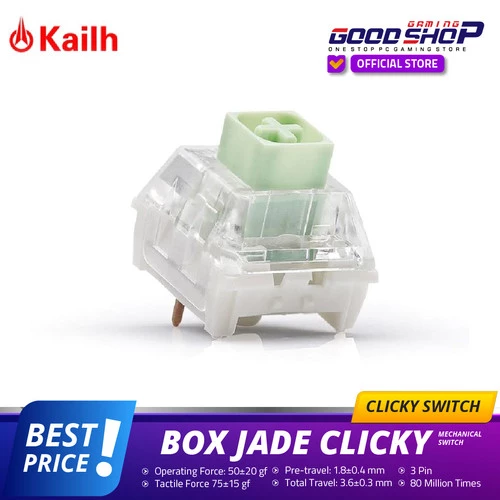 Kailh
GAMING
GOODSHOP
ONE STOP PC GAMING STORE
OFFICIAL STORE
CLICKY SWITCH
BEST
PRICE!
BOX JADE CLICKY
MECHANICAL
SWITCH
Operating Force: 50±20 gf
Pre-travel: 1.8±0.4 mm
3 Pin
Tactile Force 75±15 gf
Total Travel: 3.6±0.3 mm
80 Million Times